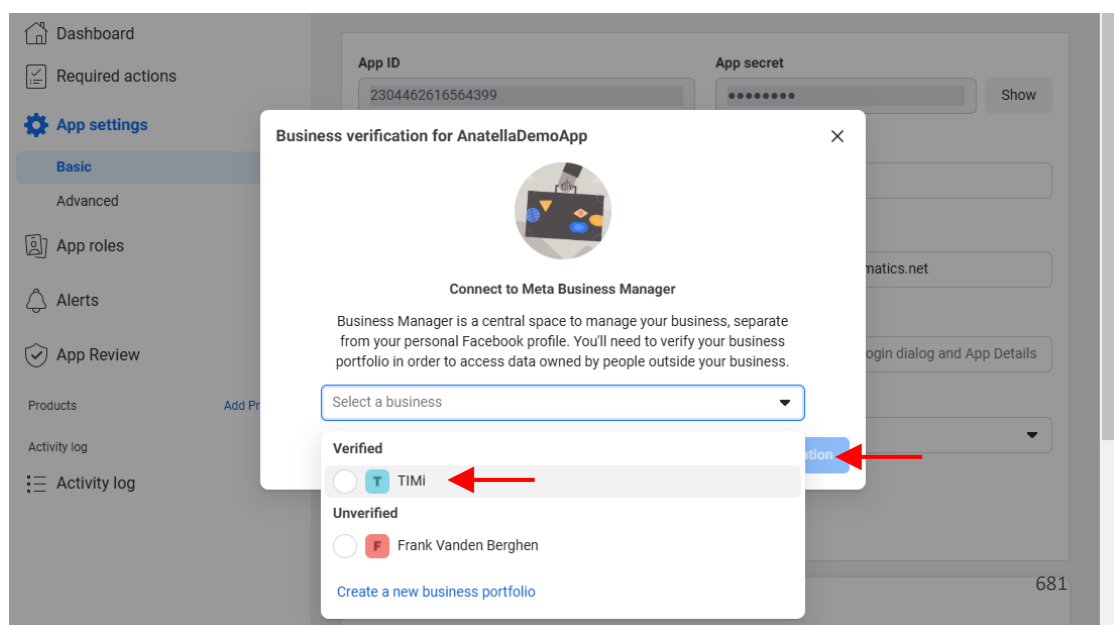 Dashboard
Required actions
App settings
Basic
Advanced
App roles
Alerts
App Review
Products
Add Pr
Activity log
Activity log
App ID
App secret
2304462616564399
Show
Business verification for AnatellaDemoApp
Connect to Meta Business Manager
Business Manager is a central space to manage your business, separate
from your personal Facebook profile. You'll need to verify your business
portfolio in order to access data owned by people outside your business.
Select a business
Verified
T TIMi
Unverified
F Frank Vanden Berghen
Create a new business portfolio
ation
matics.net
ogin dialog and App Details
681